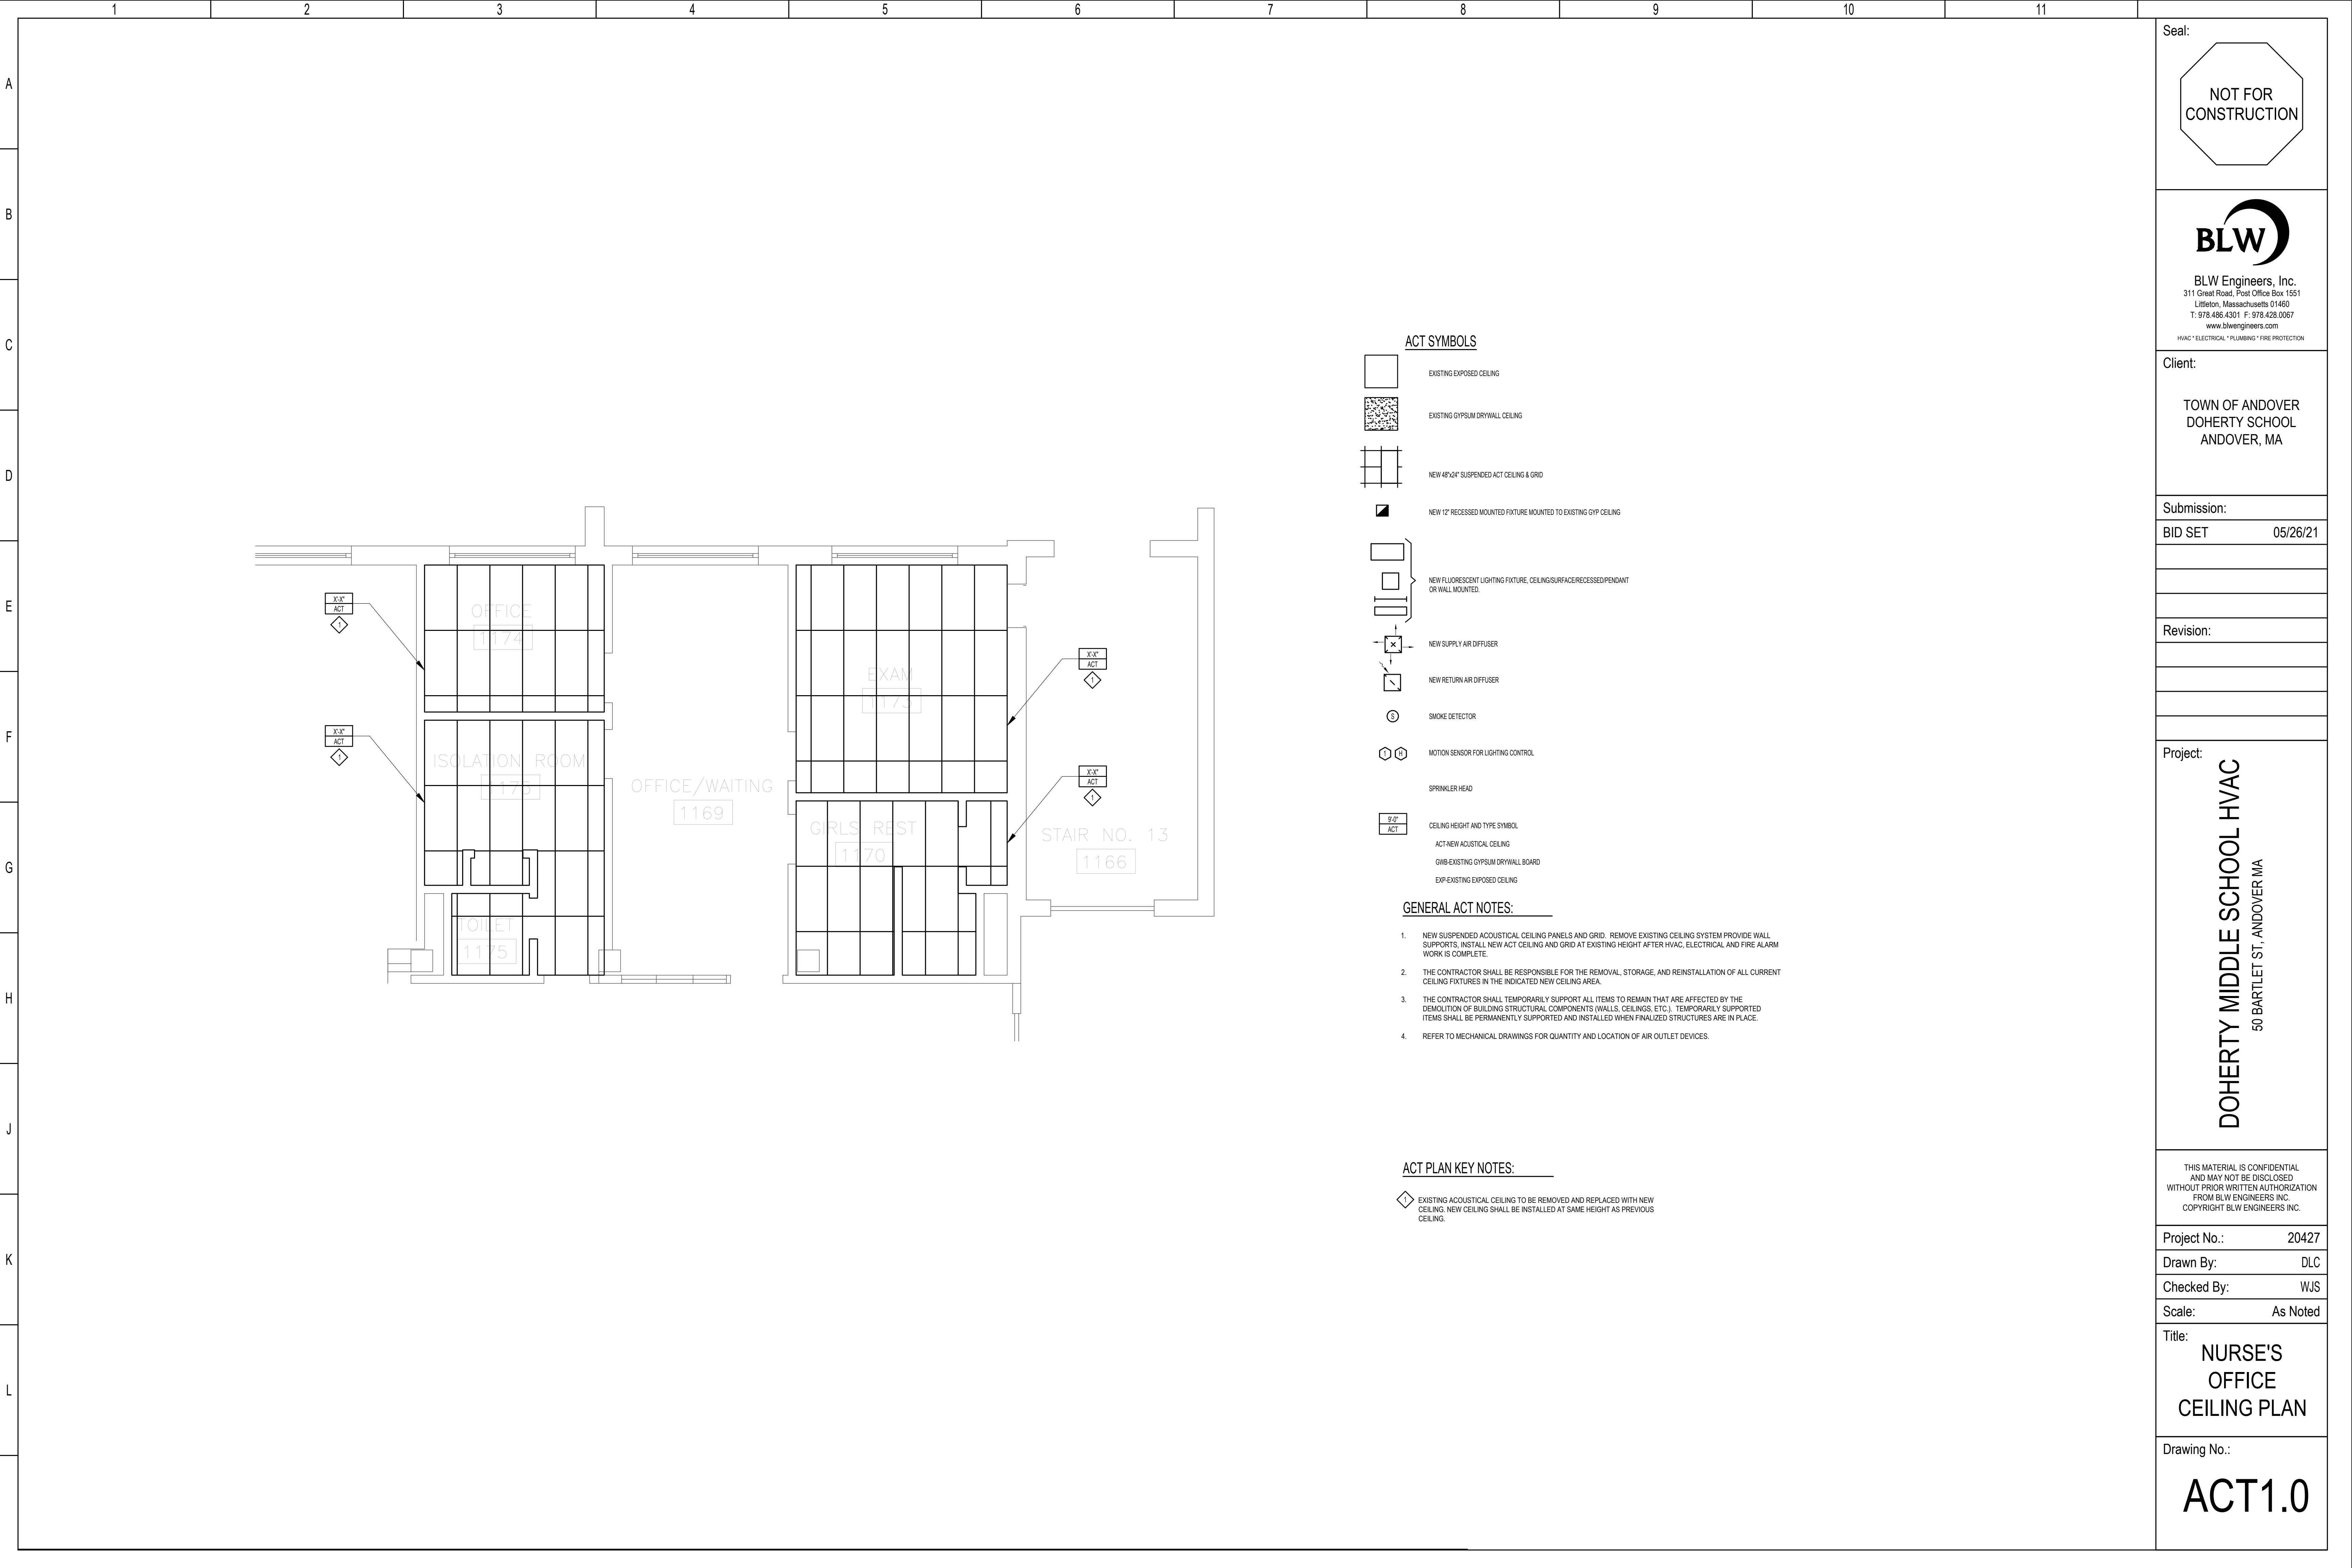 1 2 3 4 5 6 7 8 9 10 11
A
B
C
D
E
F
G
H
J
K
L
OFFICE
1174
X'-X"
ACT
1
ISOLATION ROOM
1175
X'-X"
ACT
1
TOILET
1175
OFFICE/WAITING
1169
EXAM
1173
X'-X"
ACT
1
GIRLS REST
1170
X'-X"
ACT
1
STAIR NO. 13
1166
ACT SYMBOLS
EXISTING EXPOSED CEILING
EXISTING GYPSUM DRYWALL CEILING
NEW 48"x24" SUSPENDED ACT CEILING & GRID
NEW 12" RECESSED MOUNTED FIXTURE MOUNTED TO EXISTING GYP CEILING
NEW FLUORESCENT LIGHTING FIXTURE, CEILING/SURFACE/RECESSED/PENDANT
OR WALL MOUNTED.
NEW SUPPLY AIR DIFFUSER
NEW RETURN AIR DIFFUSER
S SMOKE DETECTOR
1 H MOTION SENSOR FOR LIGHTING CONTROL
SPRINKLER HEAD
9'-0"
ACT
CEILING HEIGHT AND TYPE SYMBOL
ACT-NEW ACUSTICAL CEILING
GWB-EXISTING GYPSUM DRYWALL BOARD
EXP-EXISTING EXPOSED CEILING
GENERAL ACT NOTES:
1. NEW SUSPENDED ACOUSTICAL CEILING PANELS AND GRID. REMOVE EXISTING CEILING SYSTEM PROVIDE WALL
SUPPORTS, INSTALL NEW ACT CEILING AND GRID AT EXISTING HEIGHT AFTER HVAC, ELECTRICAL AND FIRE ALARM
WORK IS COMPLETE.
2. THE CONTRACTOR SHALL BE RESPONSIBLE FOR THE REMOVAL, STORAGE, AND REINSTALLATION OF ALL CURRENT
CEILING FIXTURES IN THE INDICATED NEW CEILING AREA.
3. THE CONTRACTOR SHALL TEMPORARILY SUPPORT ALL ITEMS TO REMAIN THAT ARE AFFECTED BY THE
DEMOLITION OF BUILDING STRUCTURAL COMPONENTS (WALLS, CEILINGS, ETC.). TEMPORARILY SUPPORTED
ITEMS SHALL BE PERMANENTLY SUPPORTED AND INSTALLED WHEN FINALIZED STRUCTURES ARE IN PLACE.
4. REFER TO MECHANICAL DRAWINGS FOR QUANTITY AND LOCATION OF AIR OUTLET DEVICES.
ACT PLAN KEY NOTES:
1 EXISTING ACOUSTICAL CEILING TO BE REMOVED AND REPLACED WITH NEW
CEILING. NEW CEILING SHALL BE INSTALLED AT SAME HEIGHT AS PREVIOUS
CEILING.
Seal:
NOT FOR
CONSTRUCTION
BLW
BLW Engineers, Inc.
311 Great Road, Post Office Box 1551
Littleton, Massachusetts 01460
T: 978.486.4301 F: 978.428.0067
www.blwengineers.com
HVAC * ELECTRICAL * PLUMBING * FIRE PROTECTION
Client:
TOWN OF ANDOVER
DOHERTY SCHOOL
ANDOVER, MA
Submission:
BID SET 05/26/21
Revision:
Project:
DOHERTY MIDDLE SCHOOL HVAC
50 BARTLET ST, ANDOVER MA
THIS MATERIAL IS CONFIDENTIAL
AND MAY NOT BE DISCLOSED
WITHOUT PRIOR WRITTEN AUTHORIZATION
FROM BLW ENGINEERS INC.
COPYRIGHT BLW ENGINEERS INC.
Project No.: 20427
Drawn By: DLC
Checked By: WJS
Scale: As Noted
Title:
NURSE'S
OFFICE
CEILING PLAN
Drawing No.:
ACT1.0